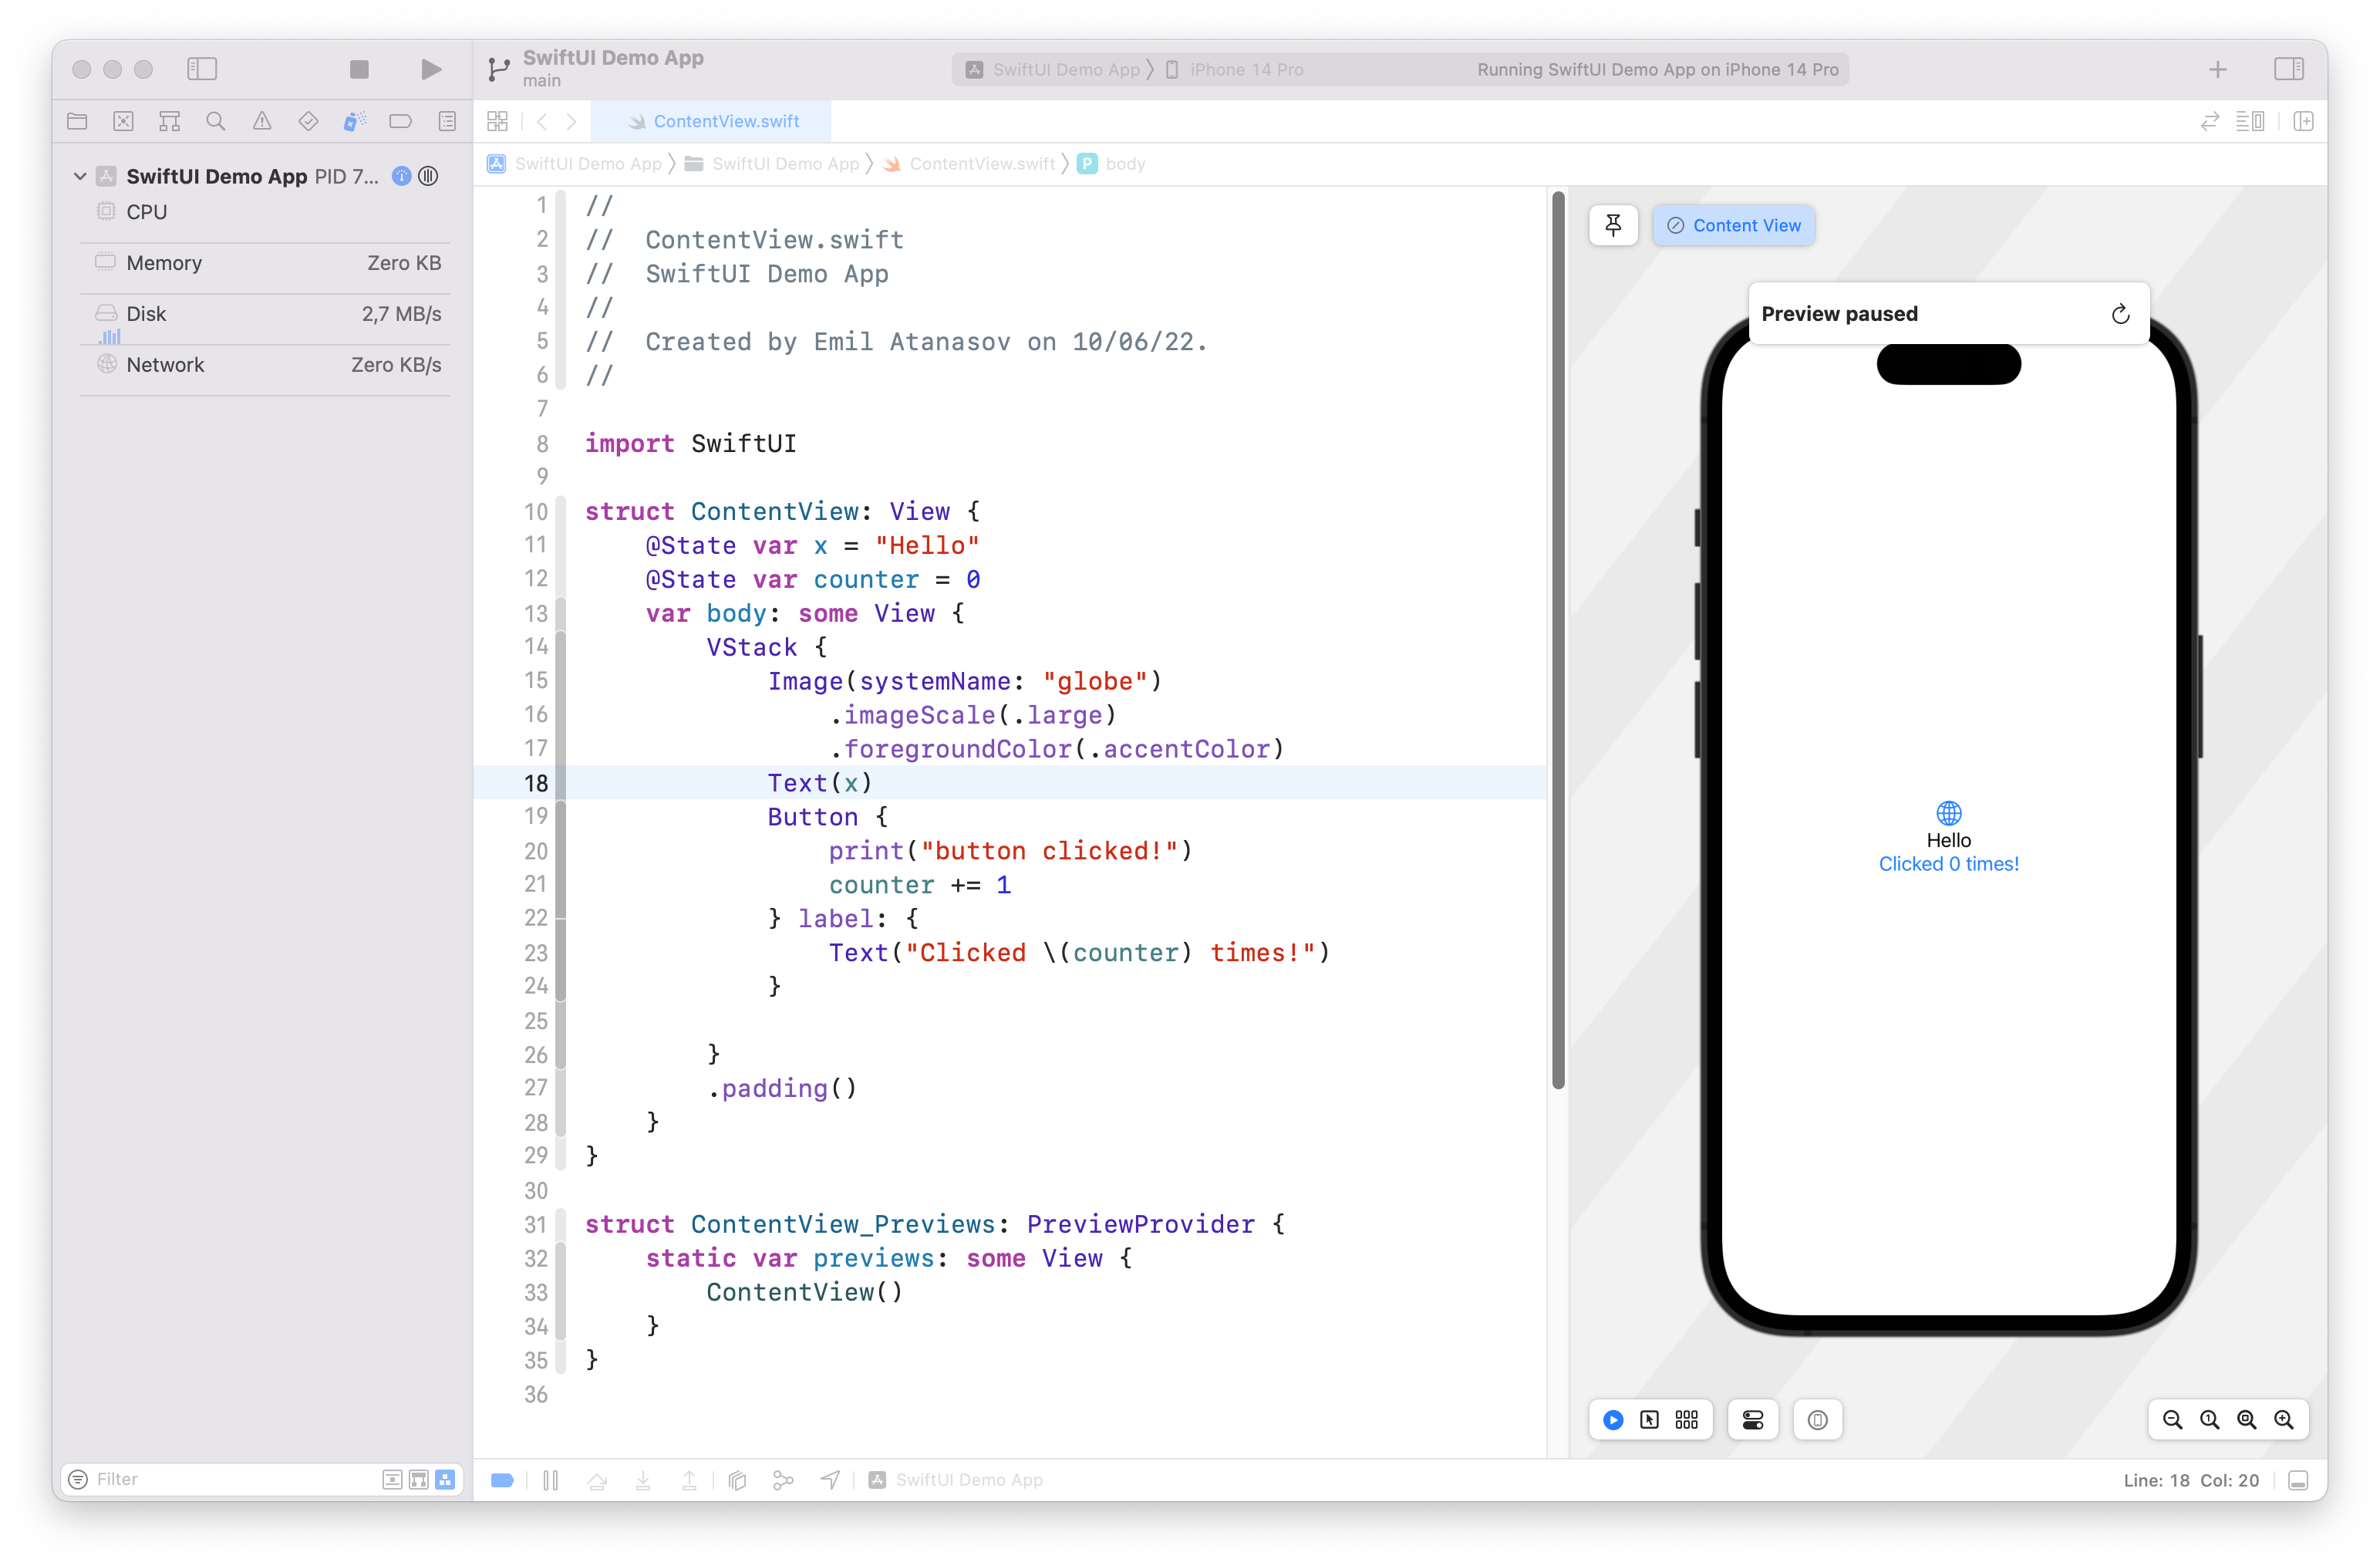 SwiftUI Demo App
main
SwiftUI Demo App
iPhone 14 Pro
Running SwiftUI Demo App on iPhone 14 Pro
ContentView.swift
SwiftUI Demo App
SwiftUI Demo App
ContentView.swift
P
body
SwiftUI Demo App PID 7...
CPU
Memory Zero KB
Disk 2,7 MB/s
Network Zero KB/s
1 //
2 //  ContentView.swift
3 //  SwiftUI Demo App
4 //
5 //  Created by Emil Atanasov on 10/06/22.
6 //
7
8 import SwiftUI
9
10 struct ContentView: View {
11     @State var x = "Hello"
12     @State var counter = 0
13     var body: some View {
14         VStack {
15             Image(systemName: "globe")
16                 .imageScale(.large)
17                 .foregroundColor(.accentColor)
18             Text(x)
19             Button {
20                 print("button clicked!")
21                 counter += 1
22             } label: {
23                 Text("Clicked \(counter) times!")
24             }
25
26         }
27         .padding()
28     }
29 }
30
31 struct ContentView_Previews: PreviewProvider {
32     static var previews: some View {
33         ContentView()
34     }
35 }
36
Content View
Preview paused
Hello
Clicked 0 times!
Filter
SwiftUI Demo App
Line: 18 Col: 20